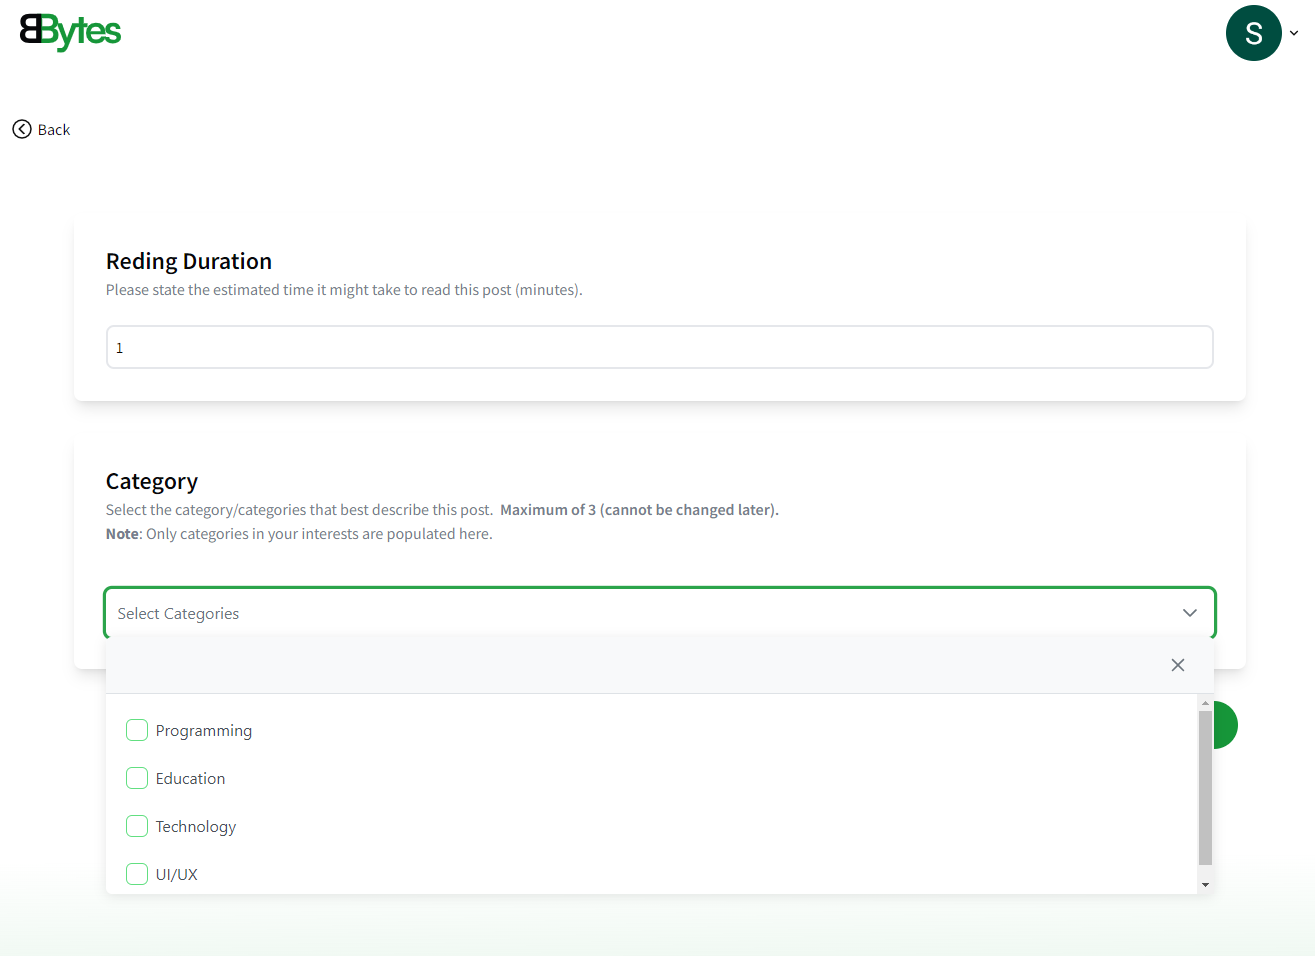 BBytes
S
Back
Reding Duration
Please state the estimated time it might take to read this post (minutes).
1
Category
Select the category/categories that best describe this post. Maximum of 3 (cannot be changed later).
Note: Only categories in your interests are populated here.
Select Categories
Programming
Education
Technology
UI/UX